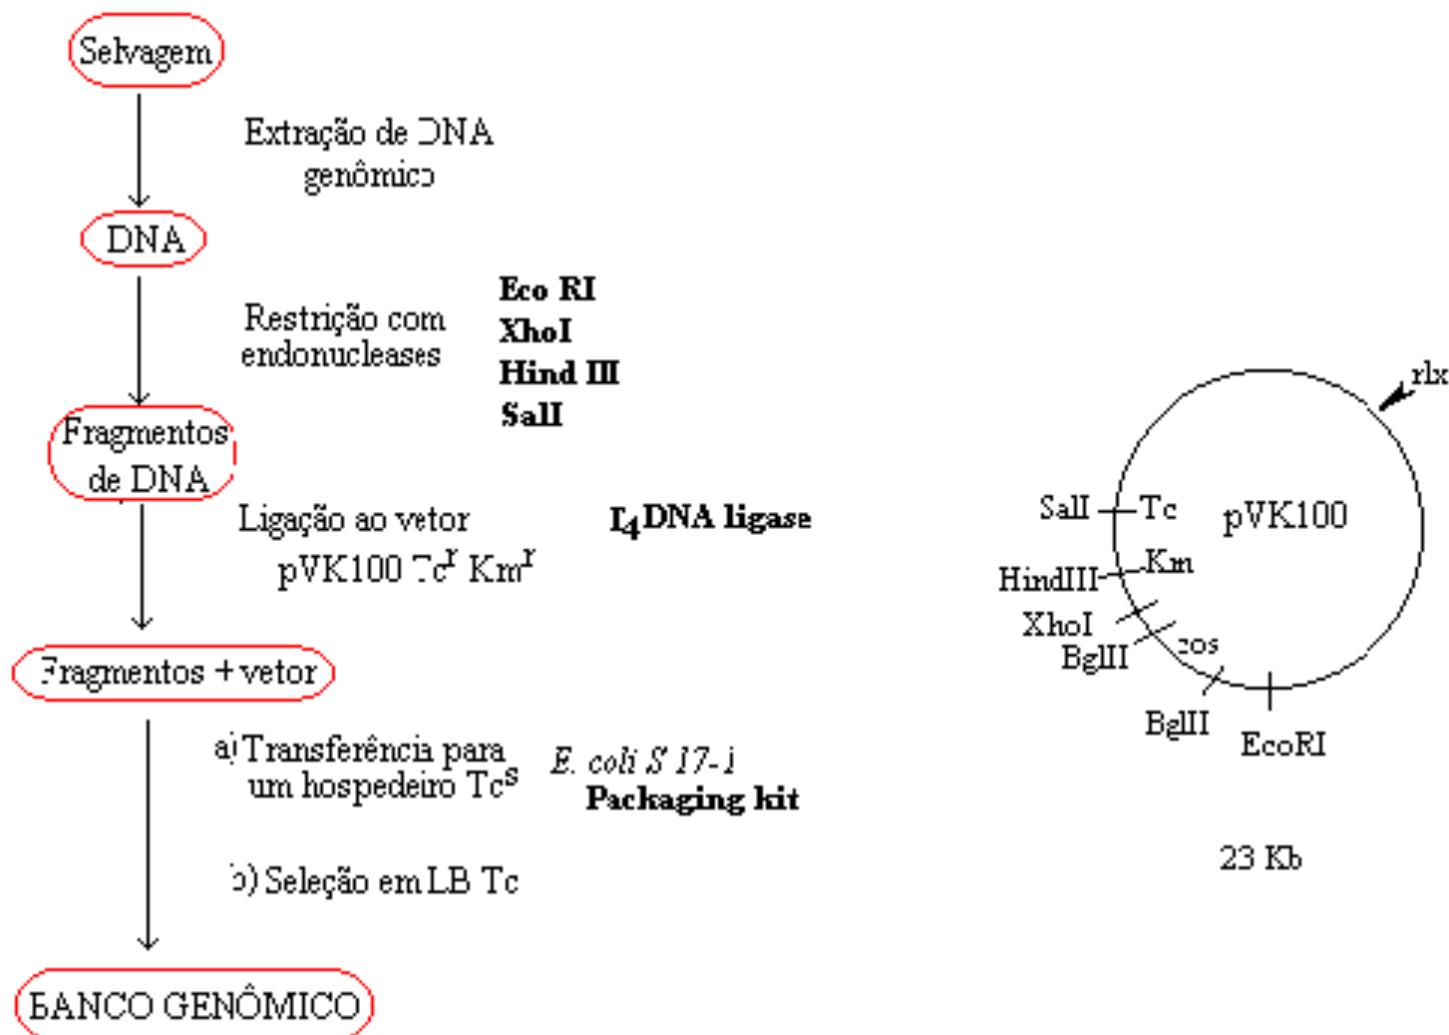 Selvagem
Extração de DNA
genômico
DNA
Restrição com
endonucleases
Eco RI
XhoI
Hind III
SalI
Fragmentos
de DNA
Ligação ao vetor
T4 DNA ligase
pVK100 Tcʳ Kmʳ
Fragmentos + vetor
a) Transferência para
um hospedeiro Tcˢ
E. coli S 17-1
Packaging kit
b) Seleção em LB Tc
BANCO GENÔMICO
rlx
SalI
Tc
pVK100
HindIII
Km
XhoI
BglII
cos
BglII
EcoRI
23 Kb